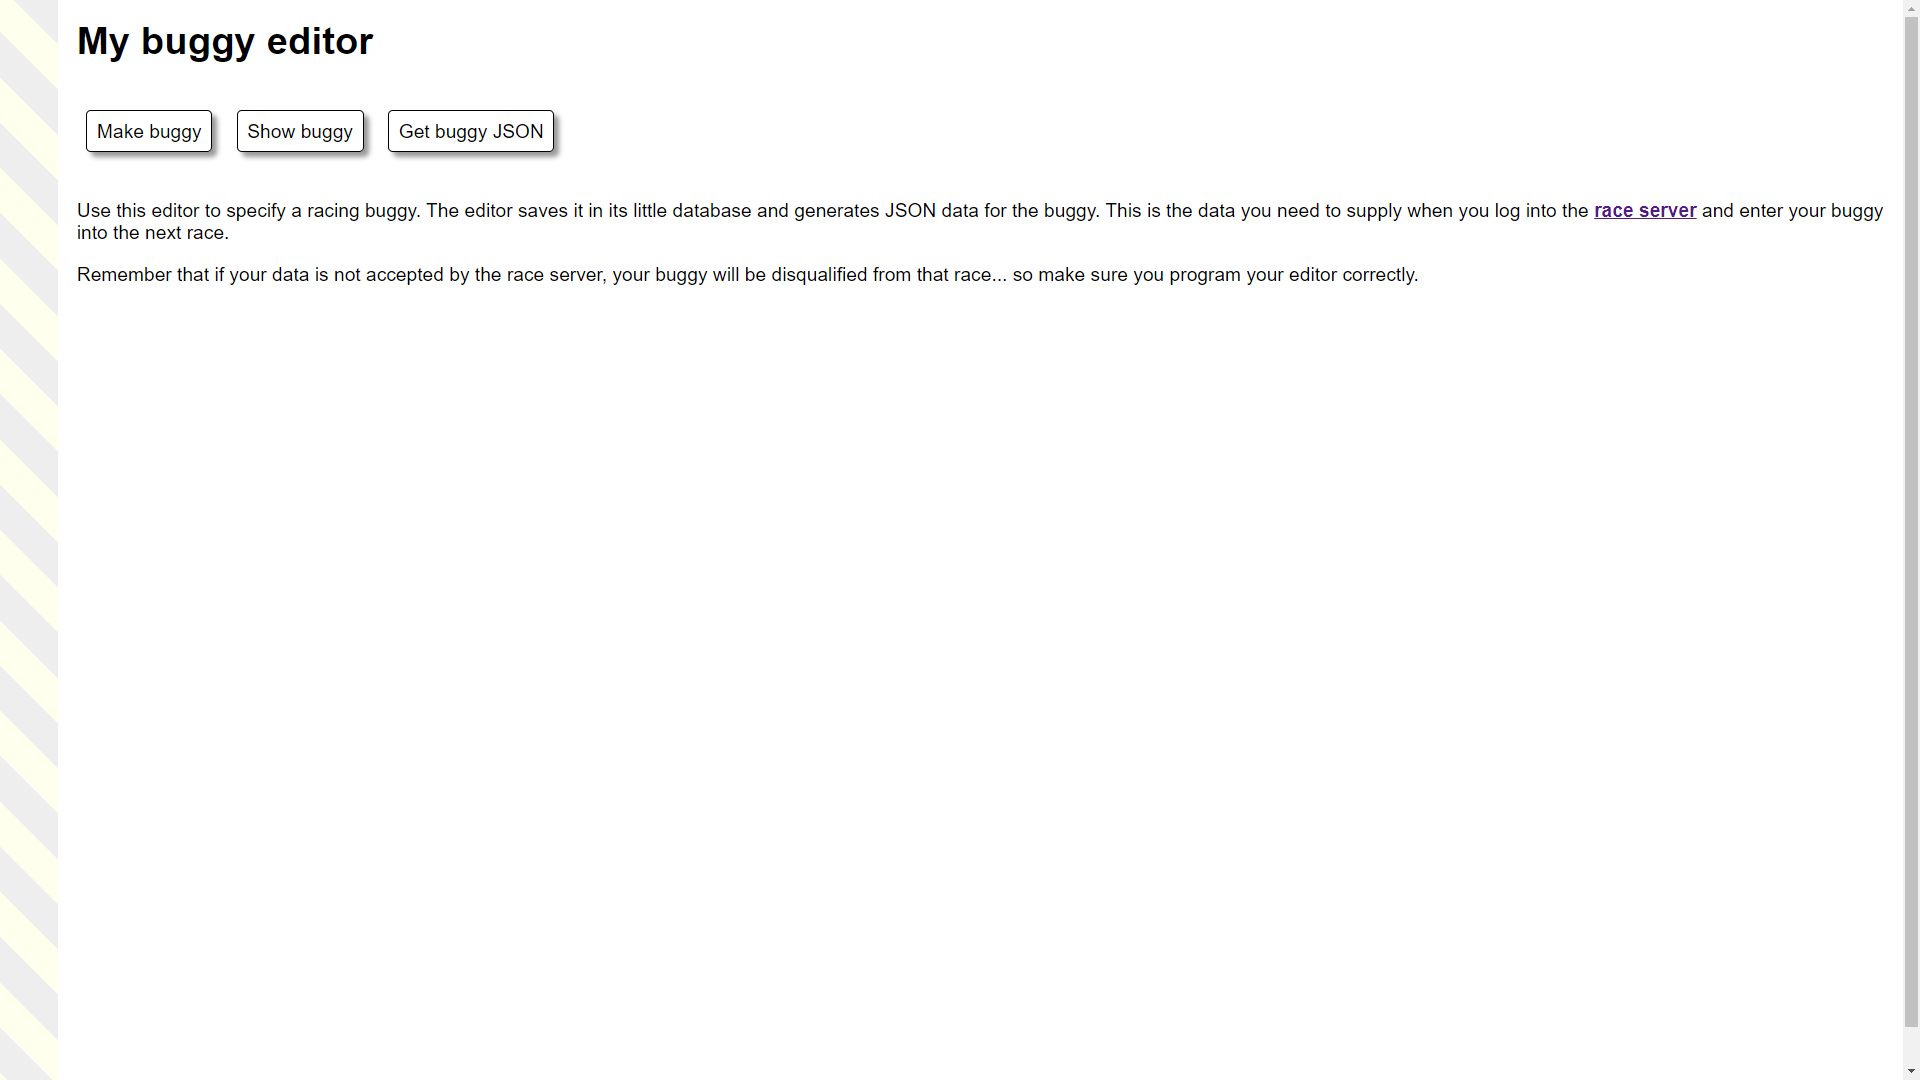 My buggy editor
Make buggy
Show buggy
Get buggy JSON
Use this editor to specify a racing buggy. The editor saves it in its little database and generates JSON data for the buggy. This is the data you need to supply when you log into the race server and enter your buggy
into the next race.
Remember that if your data is not accepted by the race server, your buggy will be disqualified from that race... so make sure you program your editor correctly.